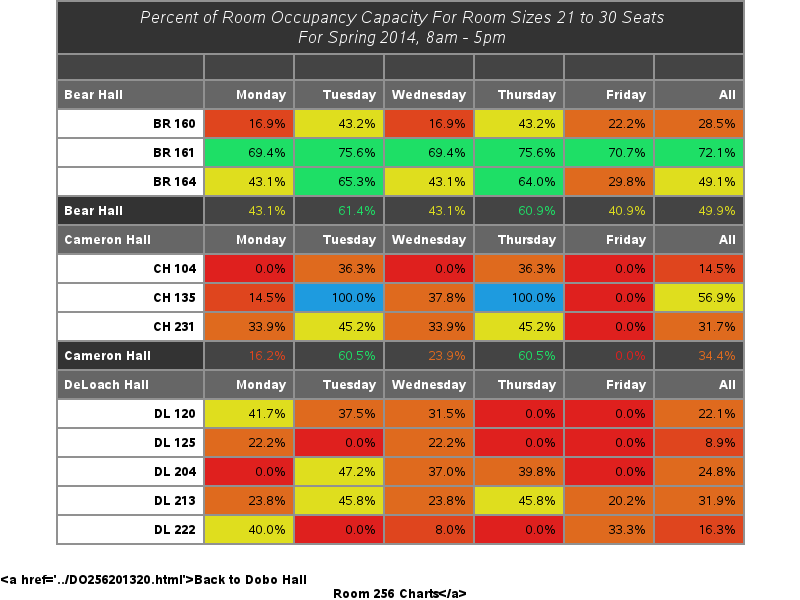 Percent of Room Occupancy Capacity For Room Sizes 21 to 30 Seats
For Spring 2014, 8am - 5pm
Bear Hall Monday Tuesday Wednesday Thursday Friday All
BR 160 16.9% 43.2% 16.9% 43.2% 22.2% 28.5%
BR 161 69.4% 75.6% 69.4% 75.6% 70.7% 72.1%
BR 164 43.1% 65.3% 43.1% 64.0% 29.8% 49.1%
Bear Hall 43.1% 61.4% 43.1% 60.9% 40.9% 49.9%
Cameron Hall Monday Tuesday Wednesday Thursday Friday All
CH 104 0.0% 36.3% 0.0% 36.3% 0.0% 14.5%
CH 135 14.5% 100.0% 37.8% 100.0% 0.0% 56.9%
CH 231 33.9% 45.2% 33.9% 45.2% 0.0% 31.7%
Cameron Hall 16.2% 60.5% 23.9% 60.5% 0.0% 34.4%
DeLoach Hall Monday Tuesday Wednesday Thursday Friday All
DL 120 41.7% 37.5% 31.5% 0.0% 0.0% 22.1%
DL 125 22.2% 0.0% 22.2% 0.0% 0.0% 8.9%
DL 204 0.0% 47.2% 37.0% 39.8% 0.0% 24.8%
DL 213 23.8% 45.8% 23.8% 45.8% 20.2% 31.9%
DL 222 40.0% 0.0% 8.0% 0.0% 33.3% 16.3%
<a href='../DO256201320.html'>Back to Dobo Hall
Room 256 Charts</a>